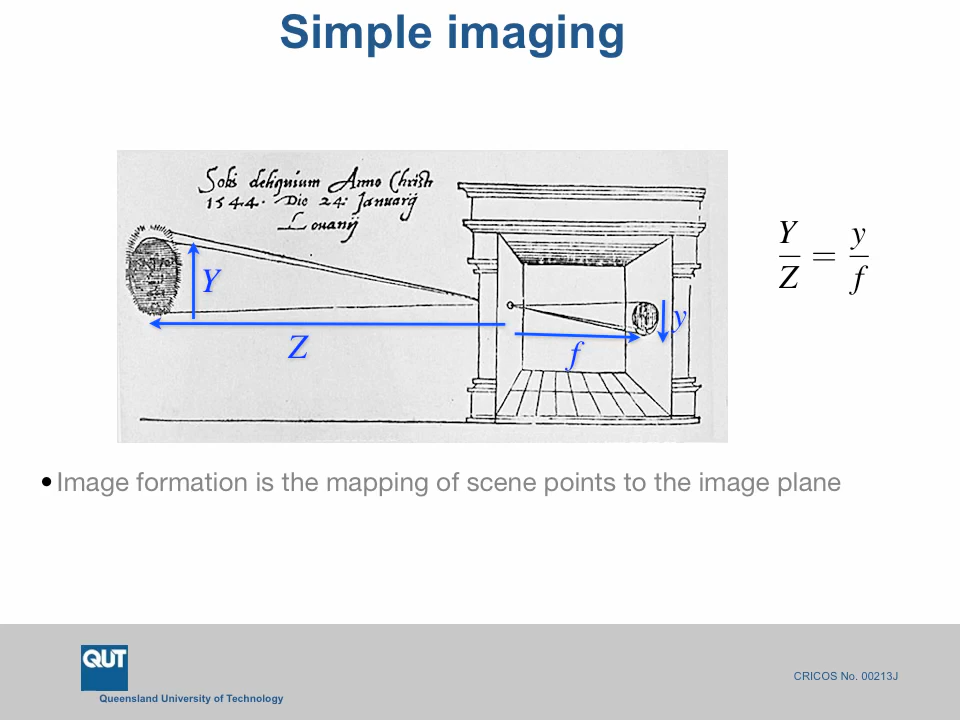 Simple imaging
Solis deliquium Anno Christi
1544. Die 24: Januarij
Louanij
Y
Z
f
y
Y/Z = y/f
•Image formation is the mapping of scene points to the image plane
QUT
Queensland University of Technology
CRICOS No. 00213J